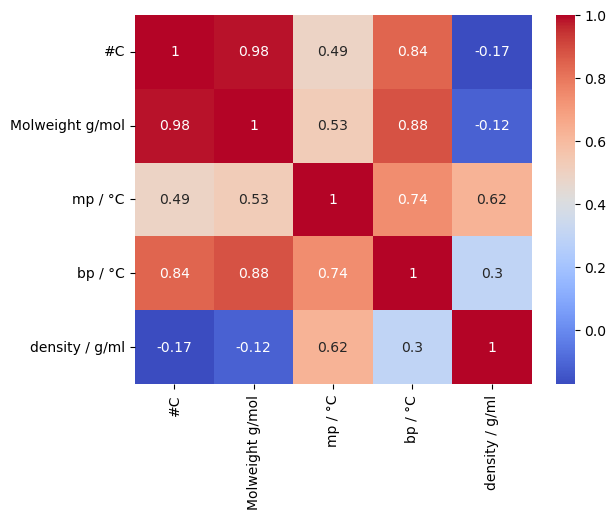 #C 1 0.98 0.49 0.84 -0.17
Molweight g/mol 0.98 1 0.53 0.88 -0.12
mp / °C 0.49 0.53 1 0.74 0.62
bp / °C 0.84 0.88 0.74 1 0.3
density / g/ml -0.17 -0.12 0.62 0.3 1
#C
Molweight g/mol
mp / °C
bp / °C
density / g/ml
1.0
0.8
0.6
0.4
0.2
0.0